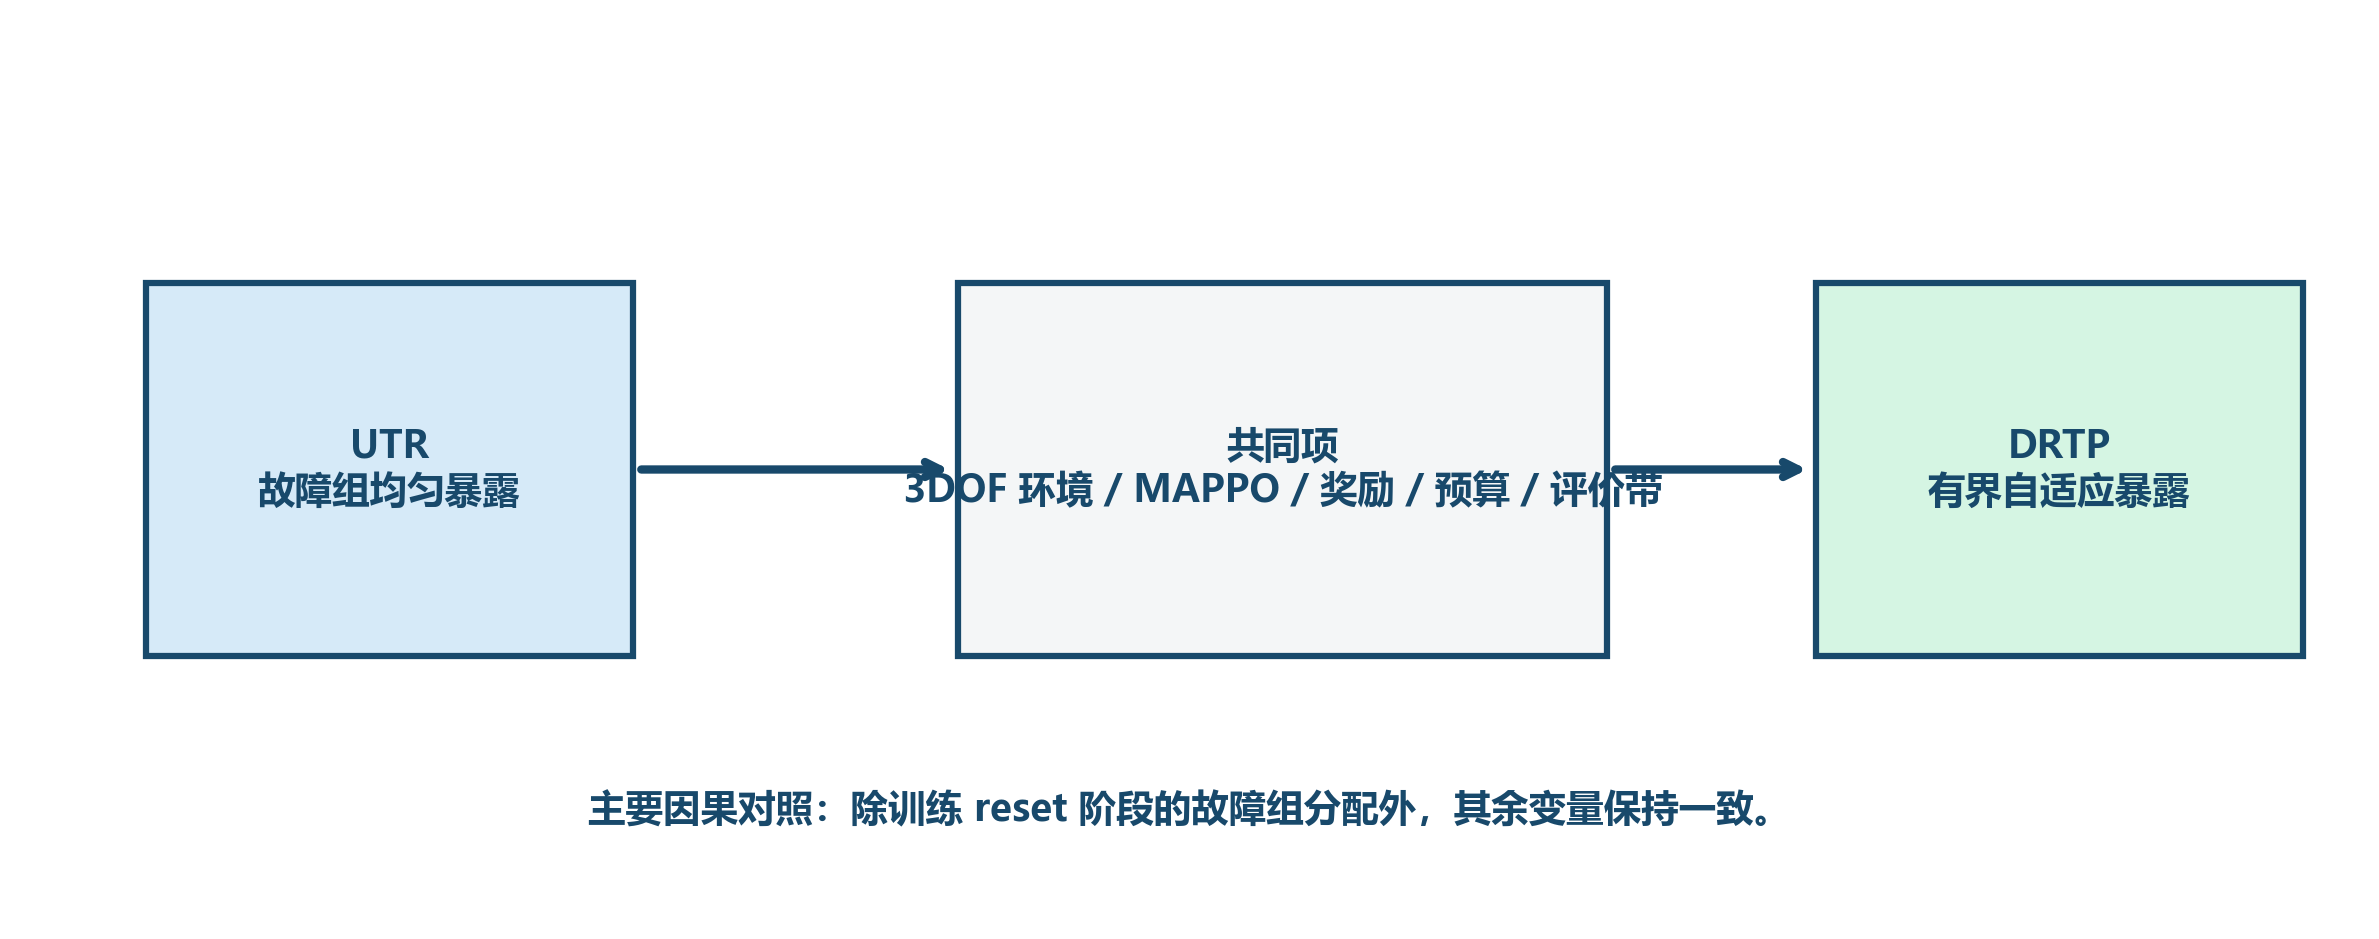 UTR
故障组均匀暴露
共同项
3DOF 环境 / MAPPO / 奖励 / 预算 / 评价带
DRTP
有界自适应暴露
主要因果对照：除训练 reset 阶段的故障组分配外，其余变量保持一致。